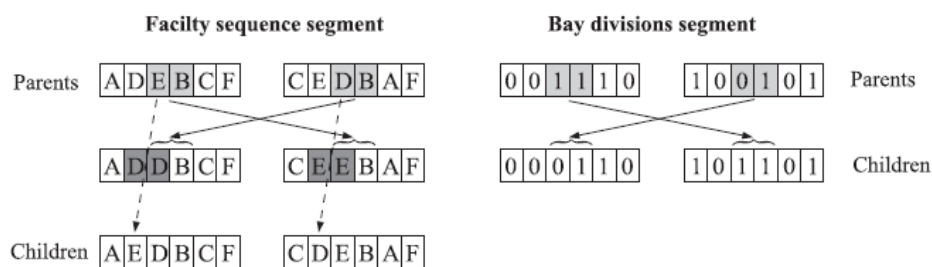 Facilty sequence segment Bay divisions segment
Parents A D E B C F C E D B A F 0 0 1 1 1 0 1 0 0 1 0 1 Parents
A D D B C F C E E B A F 0 0 0 1 1 0 1 0 1 1 0 1 Children
Children A E D B C F C D E B A F